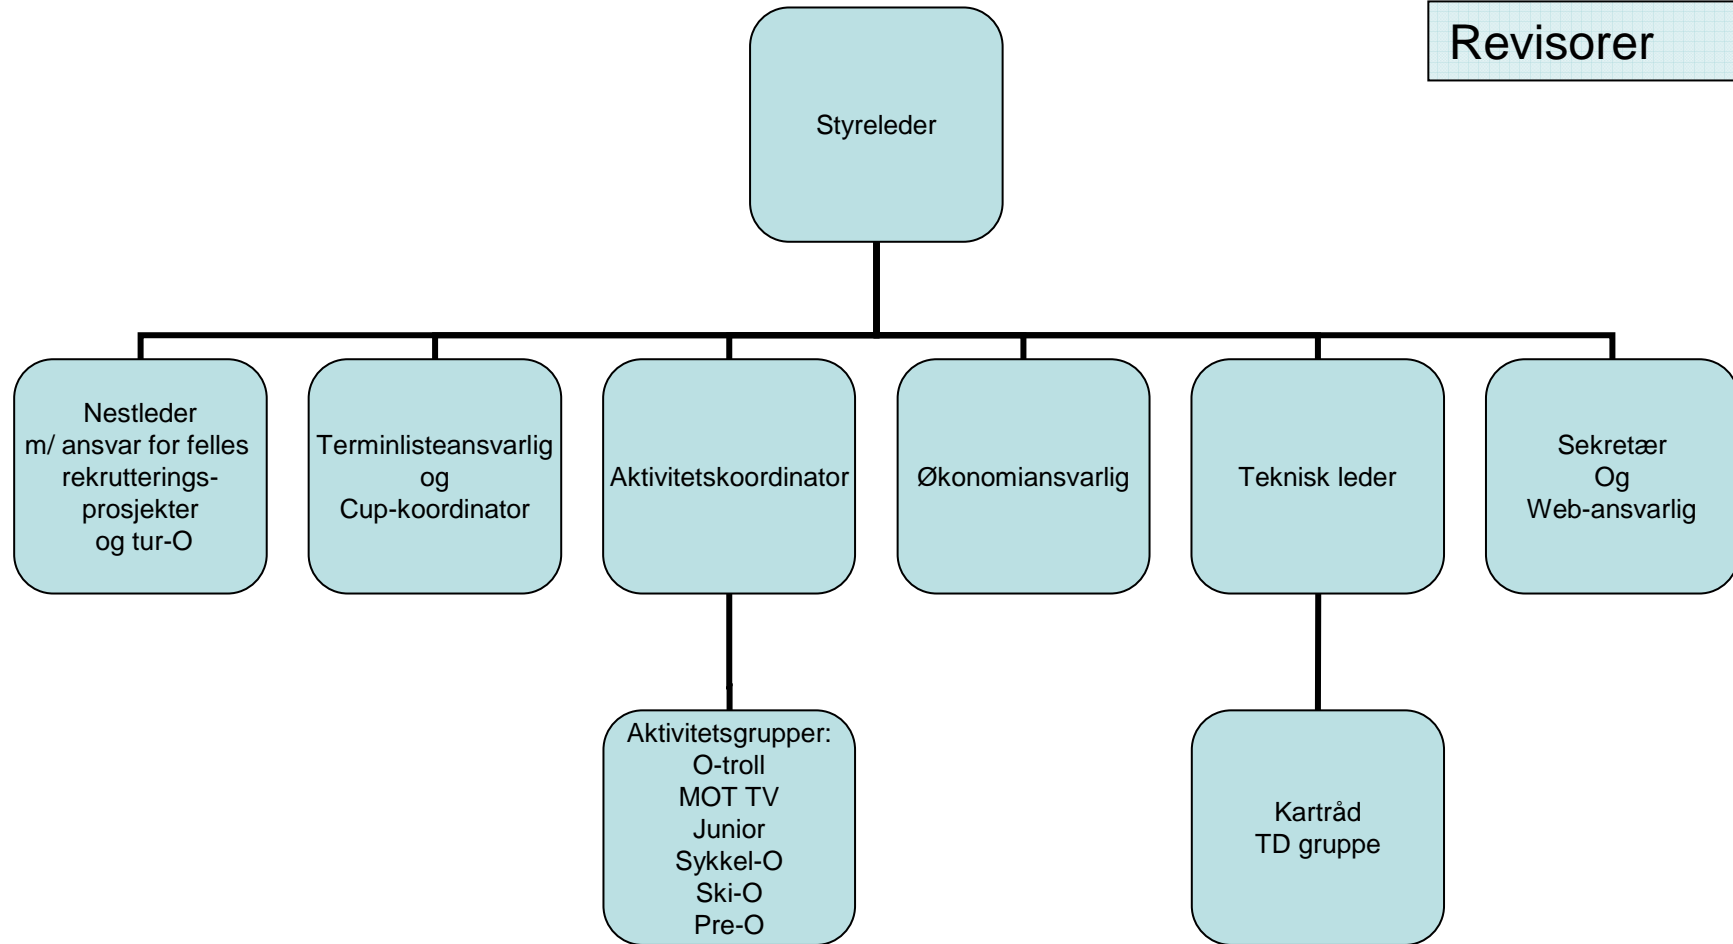 Revisorer
Styreleder
Nestleder
m/ ansvar for felles
rekrutterings-
prosjekter
og tur-O
Terminlisteansvarlig
og
Cup-koordinator
Aktivitetskoordinator
Økonomiansvarlig
Teknisk leder
Sekretær
Og
Web-ansvarlig
Aktivitetsgrupper:
O-troll
MOT TV
Junior
Sykkel-O
Ski-O
Pre-O
Kartråd
TD gruppe